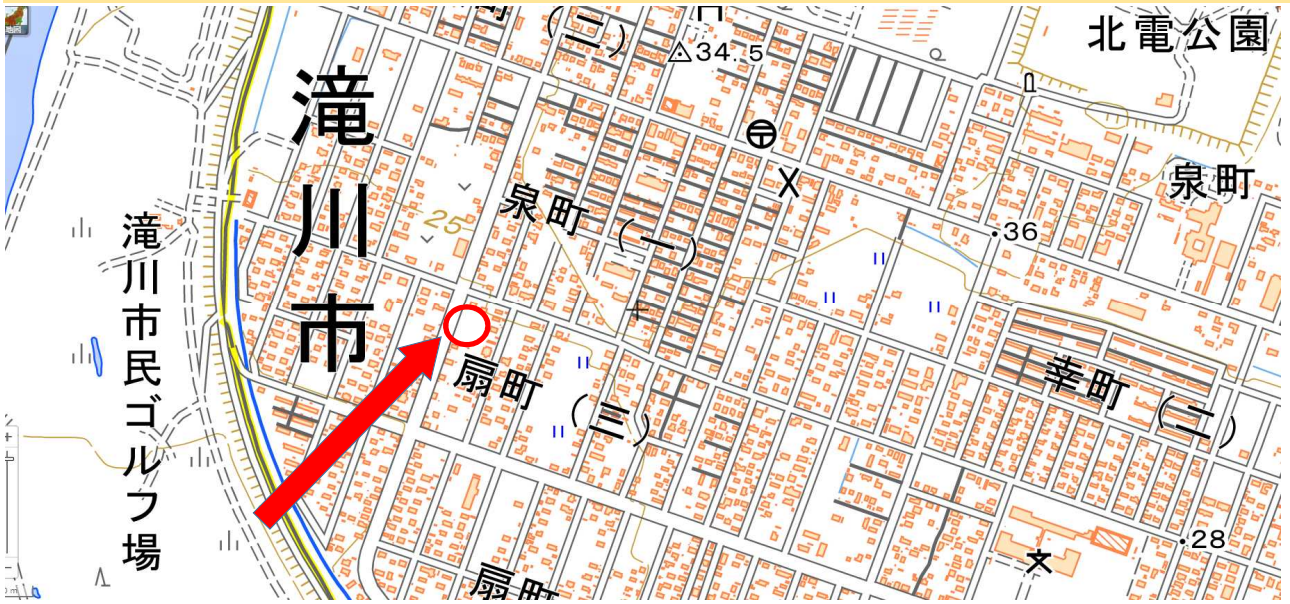 北電公園
34.5
(二)
滝川市
泉町
泉町(一)
25
36
滝川市民ゴルフ場
扇町(三)
幸町(二)
28
扇町